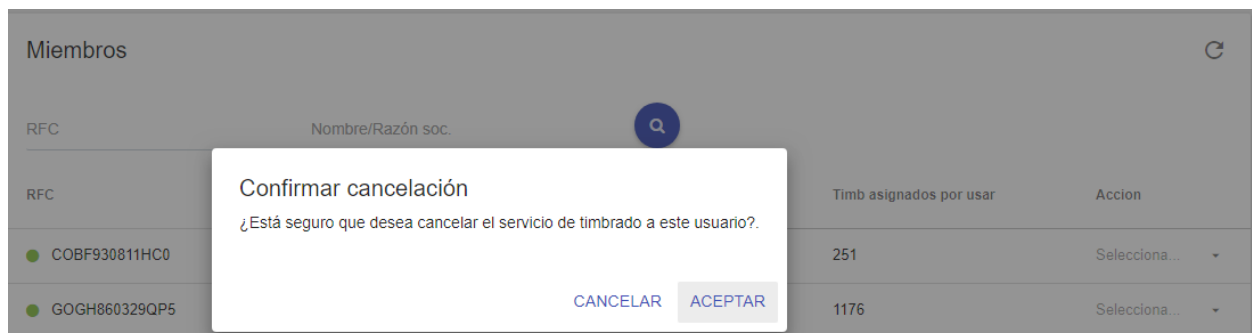 Miembros
RFC Nombre/Razón soc.
Confirmar cancelación
¿Está seguro que desea cancelar el servicio de timbrado a este usuario?.
CANCELAR ACEPTAR
RFC Timb asignados por usar Accion
COBF930811HC0 251 Selecciona...
GOGH860329QP5 1176 Selecciona...